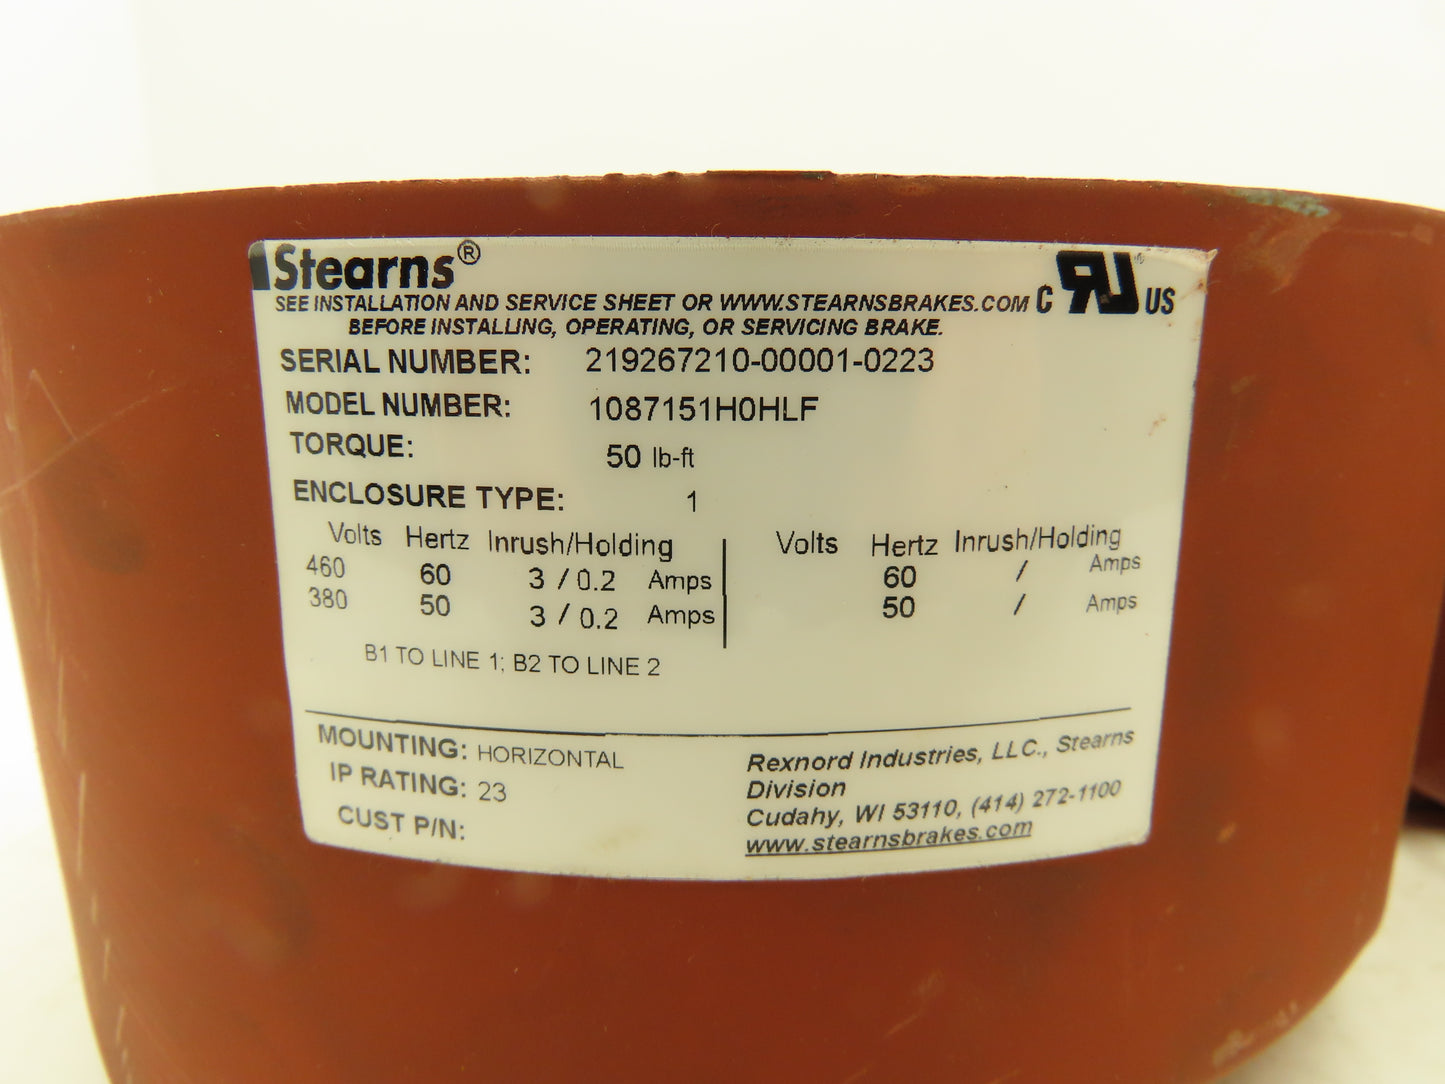 Stearns®
SEE INSTALLATION AND SERVICE SHEET OR WWW.STEARNSBRAKES.COM
BEFORE INSTALLING, OPERATING, OR SERVICING BRAKE.
C RU US
SERIAL NUMBER: 219267210-00001-0223
MODEL NUMBER: 1087151H0HLF
TORQUE: 50 lb-ft
ENCLOSURE TYPE: 1
Volts Hertz Inrush/Holding Volts Hertz Inrush/Holding
460 60 3 / 0.2 Amps 60 / Amps
380 50 3 / 0.2 Amps 50 / Amps
B1 TO LINE 1; B2 TO LINE 2
MOUNTING: HORIZONTAL
IP RATING: 23
CUST P/N:
Rexnord Industries, LLC., Stearns
Division
Cudahy, WI 53110, (414) 272-1100
www.stearnsbrakes.com